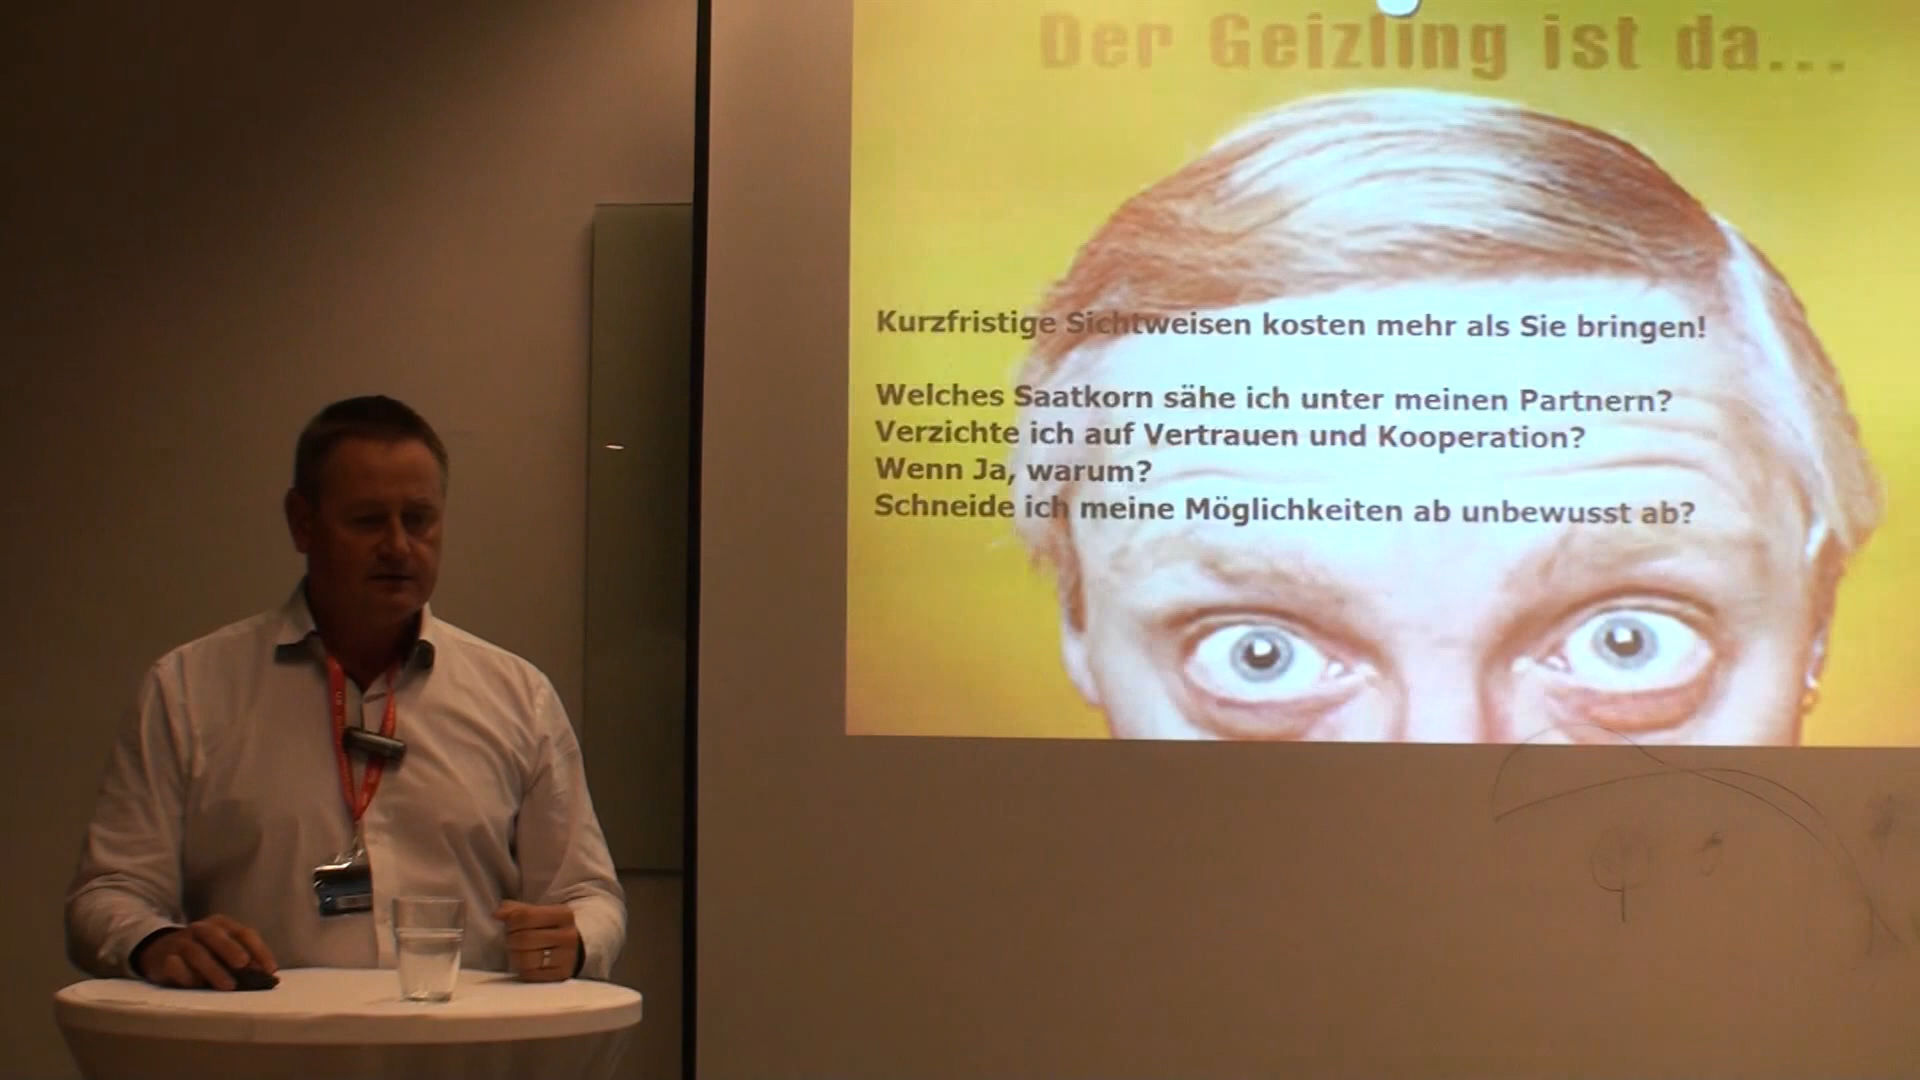 Der Geizling ist da...
Kurzfristige Sichtweisen kosten mehr als Sie bringen!
Welches Saatkorn sähe ich unter meinen Partnern?
Verzichte ich auf Vertrauen und Kooperation?
Wenn Ja, warum?
Schneide ich meine Möglichkeiten ab unbewusst ab?